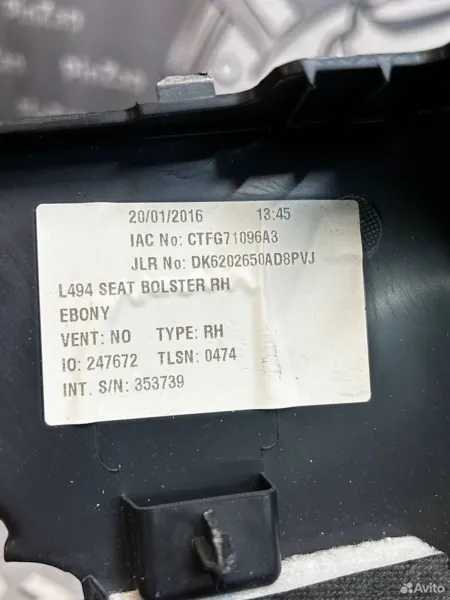 20/01/2016 13:45
IAC No: CTFG71096A3
JLR No: DK6202650AD8PVJ
L494 SEAT BOLSTER RH
EBONY
VENT: NO TYPE: RH
IO: 247672 TLSN: 0474
INT. S/N: 353739
Avito